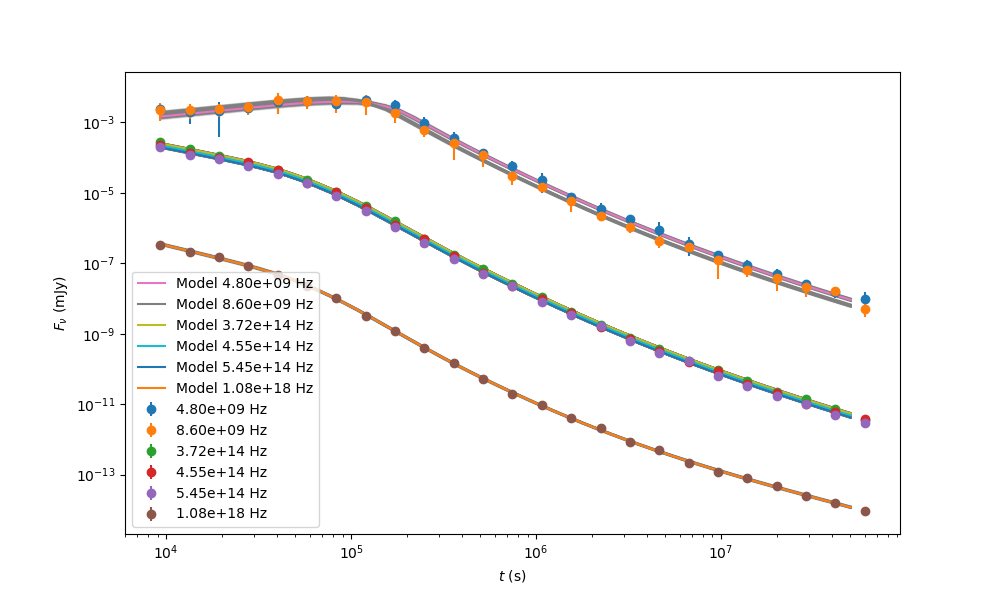 10⁻³
10⁻⁵
10⁻⁷
10⁻⁹
10⁻¹¹
10⁻¹³
F_ν (mJy)
Model 4.80e+09 Hz
Model 8.60e+09 Hz
Model 3.72e+14 Hz
Model 4.55e+14 Hz
Model 5.45e+14 Hz
Model 1.08e+18 Hz
4.80e+09 Hz
8.60e+09 Hz
3.72e+14 Hz
4.55e+14 Hz
5.45e+14 Hz
1.08e+18 Hz
10⁴ 10⁵ 10⁶ 10⁷
t (s)